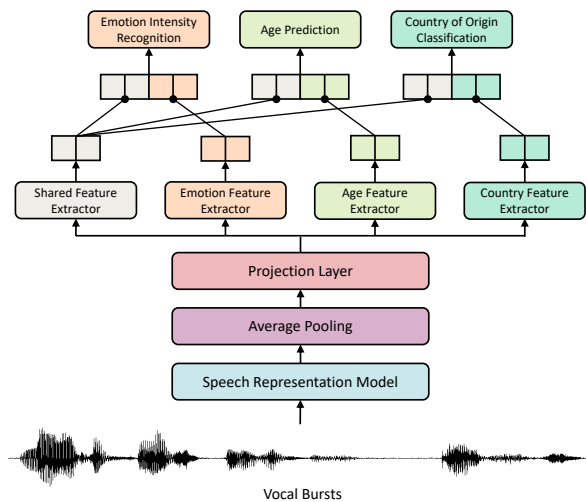 Emotion Intensity
Recognition
Age Prediction
Country of Origin
Classification
Shared Feature
Extractor
Emotion Feature
Extractor
Age Feature
Extractor
Country Feature
Extractor
Projection Layer
Average Pooling
Speech Representation Model
Vocal Bursts